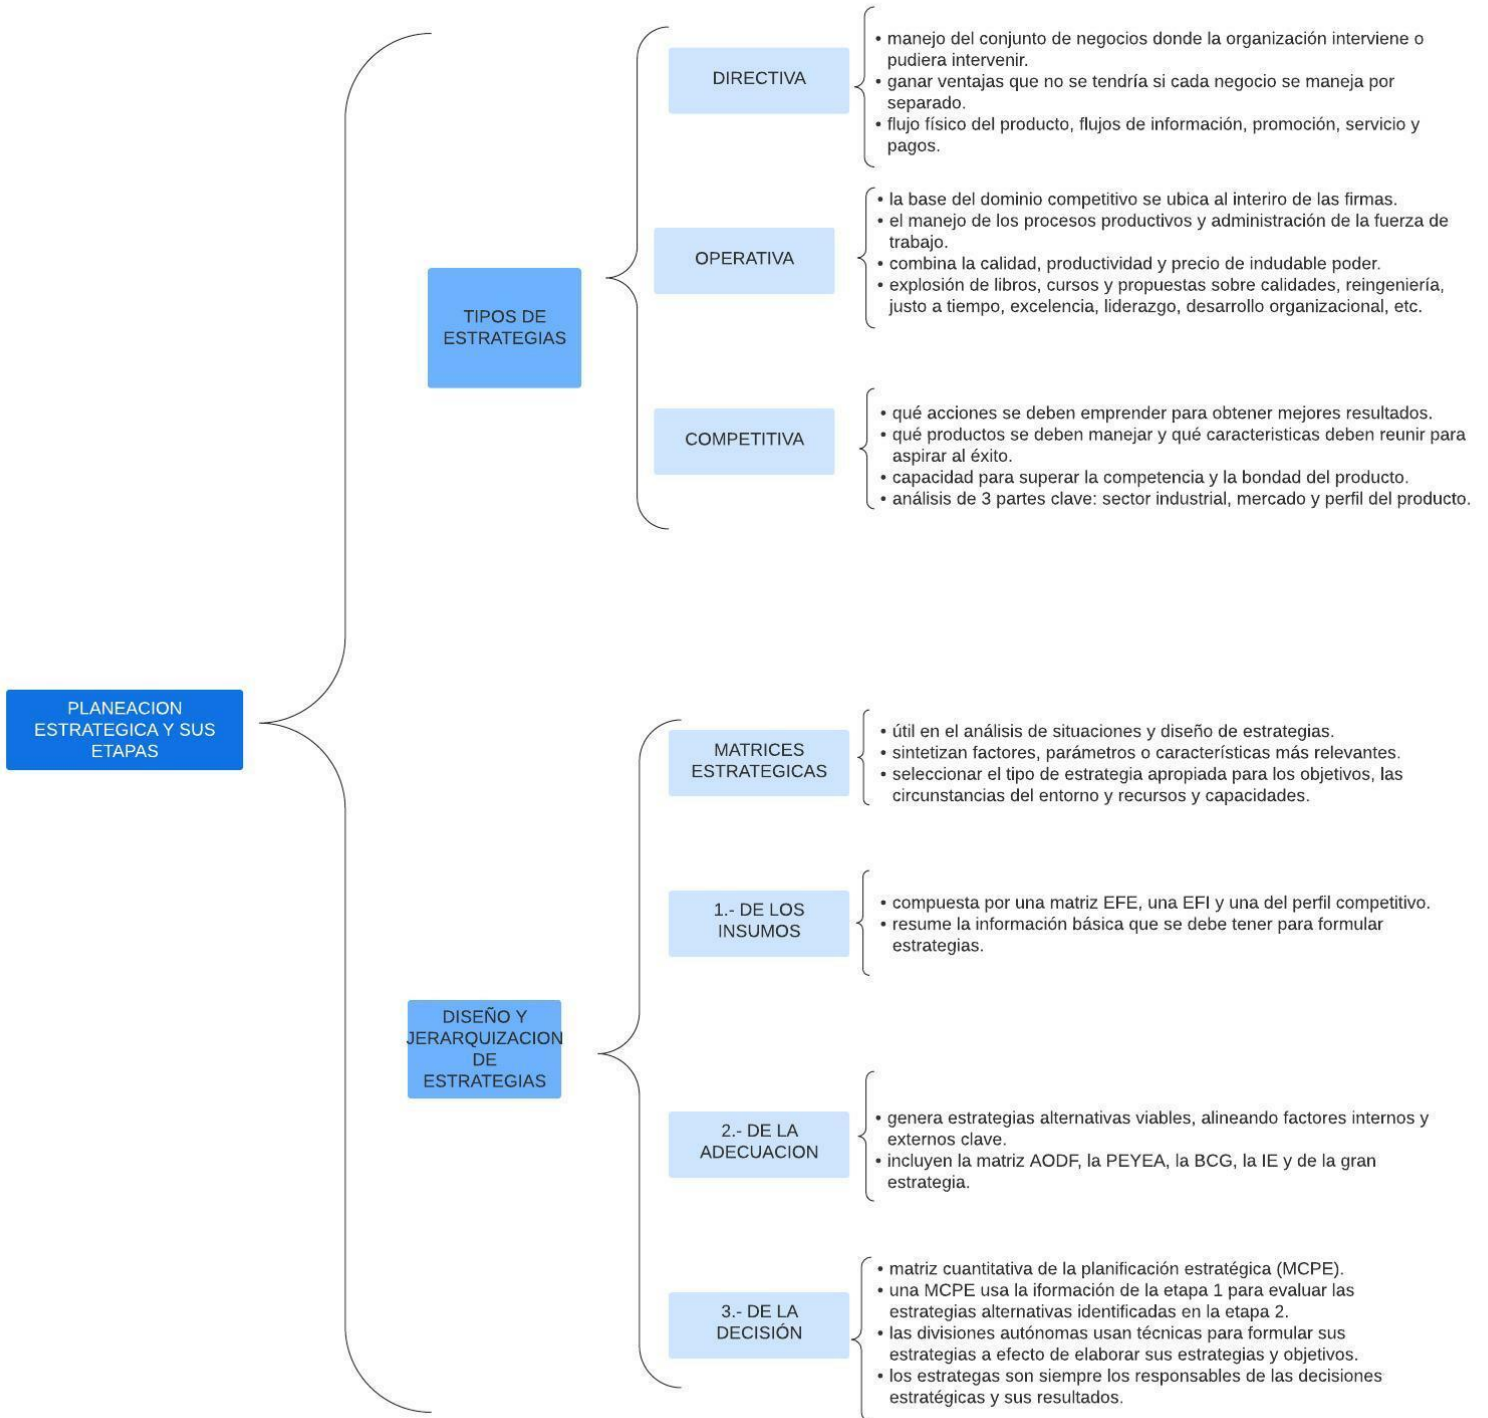 PLANEACION
ESTRATEGICA Y SUS
ETAPAS
TIPOS DE
ESTRATEGIAS
DIRECTIVA
• manejo del conjunto de negocios donde la organización interviene o
pudiera intervenir.
• ganar ventajas que no se tendría si cada negocio se maneja por
separado.
• flujo físico del producto, flujos de información, promoción, servicio y
pagos.
OPERATIVA
• la base del dominio competitivo se ubica al interiro de las firmas.
• el manejo de los procesos productivos y administración de la fuerza de
trabajo.
• combina la calidad, productividad y precio de indudable poder.
• explosión de libros, cursos y propuestas sobre calidades, reingeniería,
justo a tiempo, excelencia, liderazgo, desarrollo organizacional, etc.
COMPETITIVA
• qué acciones se deben emprender para obtener mejores resultados.
• qué productos se deben manejar y qué caracteristicas deben reunir para
aspirar al éxito.
• capacidad para superar la competencia y la bondad del producto.
• análisis de 3 partes clave: sector industrial, mercado y perfil del producto.
DISEÑO Y
JERARQUIZACION
DE
ESTRATEGIAS
MATRICES
ESTRATEGICAS
• útil en el análisis de situaciones y diseño de estrategias.
• sintetizan factores, parámetros o características más relevantes.
• seleccionar el tipo de estrategia apropiada para los objetivos, las
circunstancias del entorno y recursos y capacidades.
1.- DE LOS
INSUMOS
• compuesta por una matriz EFE, una EFI y una del perfil competitivo.
• resume la información básica que se debe tener para formular
estrategias.
2.- DE LA
ADECUACION
• genera estrategias alternativas viables, alineando factores internos y
externos clave.
• incluyen la matriz AODF, la PEYEA, la BCG, la IE y de la gran
estrategia.
3.- DE LA
DECISIÓN
• matriz cuantitativa de la planificación estratégica (MCPE).
• una MCPE usa la iformación de la etapa 1 para evaluar las
estrategias alternativas identificadas en la etapa 2.
• las divisiones autónomas usan técnicas para formular sus
estrategias a efecto de elaborar sus estrategias y objetivos.
• los estrategas son siempre los responsables de las decisiones
estratégicas y sus resultados.